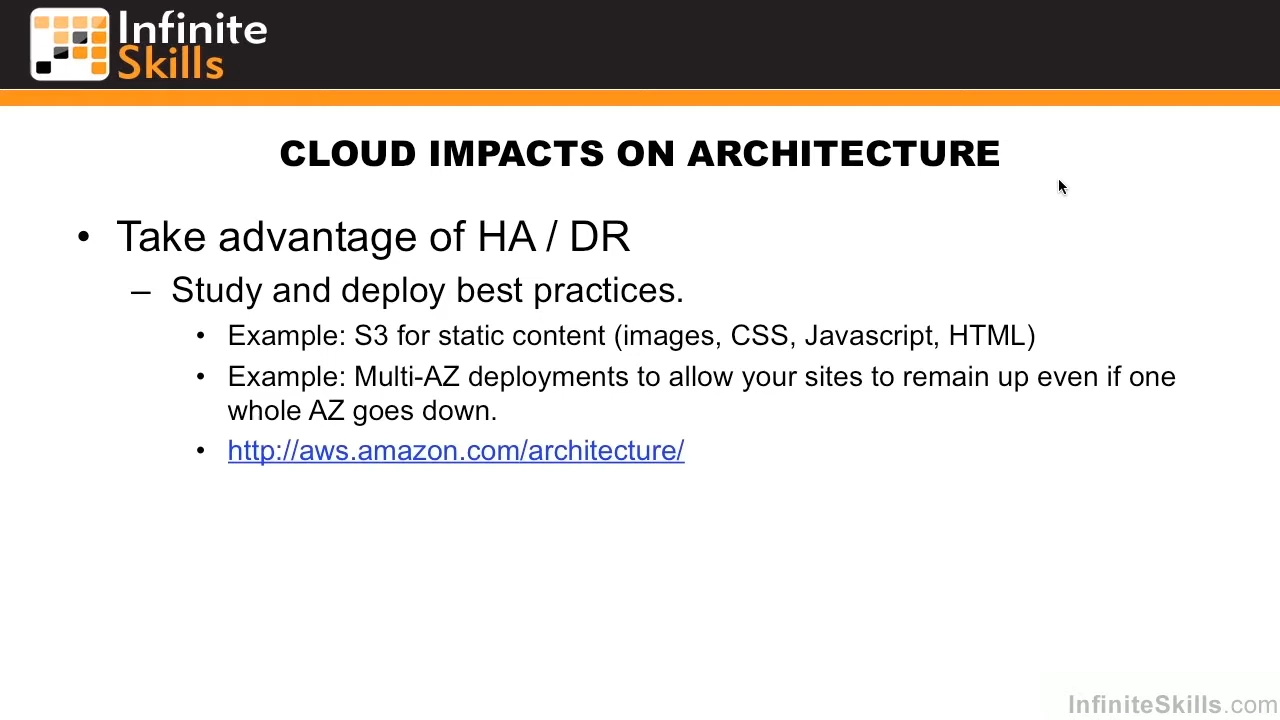 Infinite
Skills
CLOUD IMPACTS ON ARCHITECTURE
• Take advantage of HA / DR
– Study and deploy best practices.
• Example: S3 for static content (images, CSS, Javascript, HTML)
• Example: Multi-AZ deployments to allow your sites to remain up even if one
whole AZ goes down.
• http://aws.amazon.com/architecture/
InfiniteSkills.com